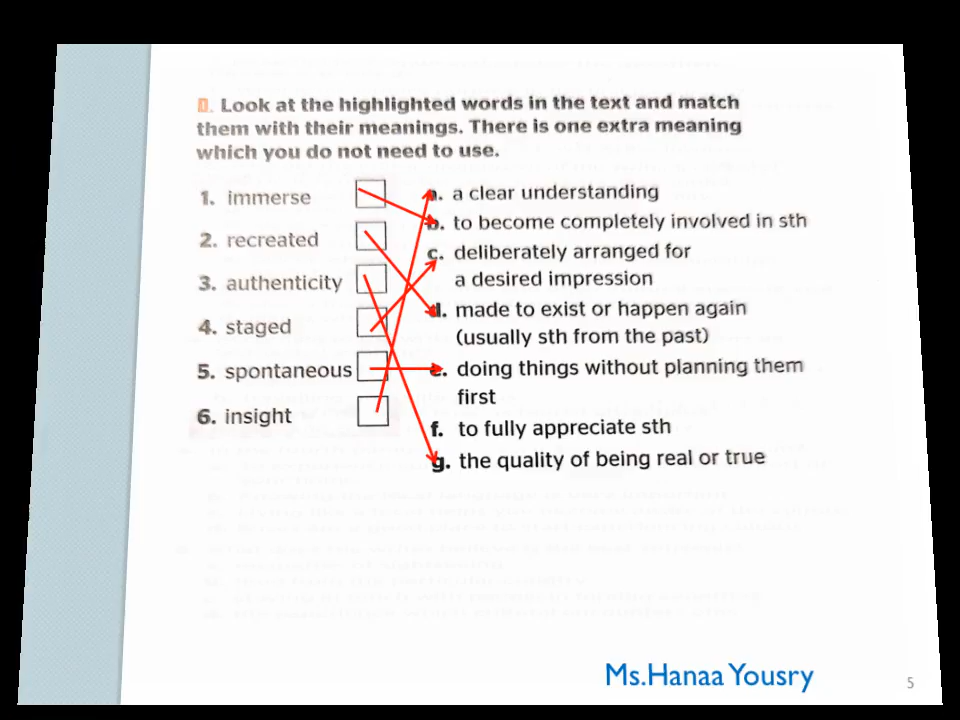 I. Look at the highlighted words in the text and match
them with their meanings. There is one extra meaning
which you do not need to use.
1. immerse
2. recreated
3. authenticity
4. staged
5. spontaneous
6. insight
a. a clear understanding
b. to become completely involved in sth
c. deliberately arranged for
a desired impression
d. made to exist or happen again
(usually sth from the past)
e. doing things without planning them
first
f. to fully appreciate sth
g. the quality of being real or true
Ms.Hanaa Yousry
5